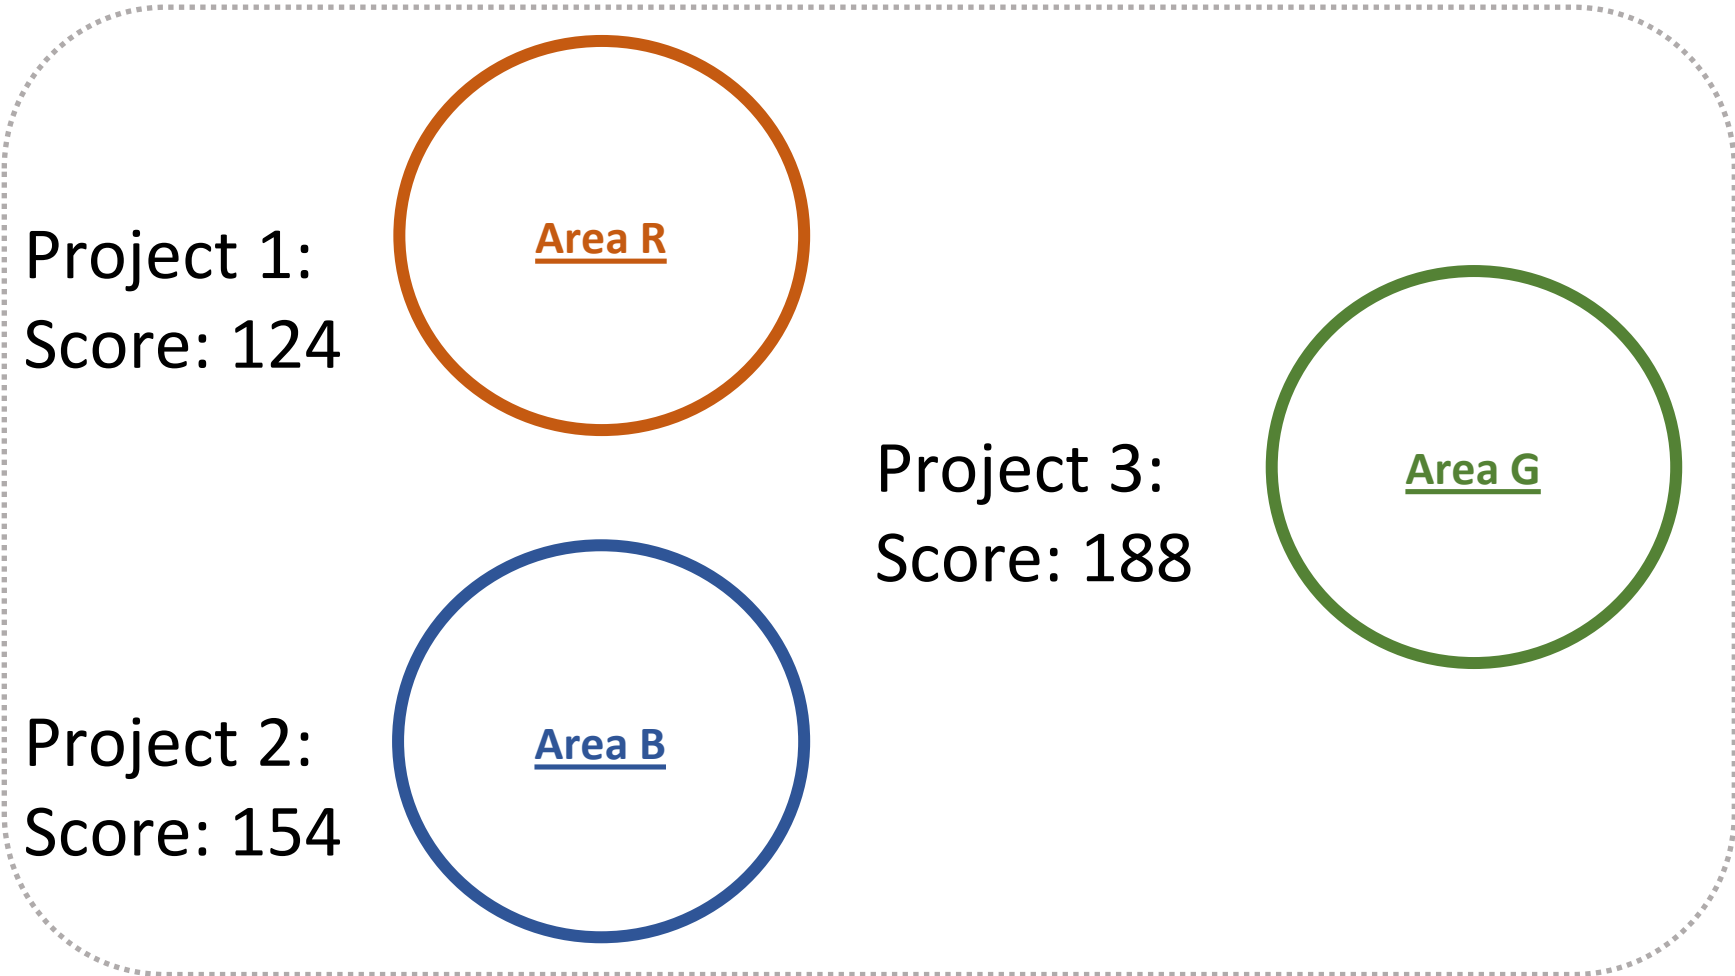 Project 1:
Score: 124
Area R
Project 2:
Score: 154
Area B
Project 3:
Score: 188
Area G